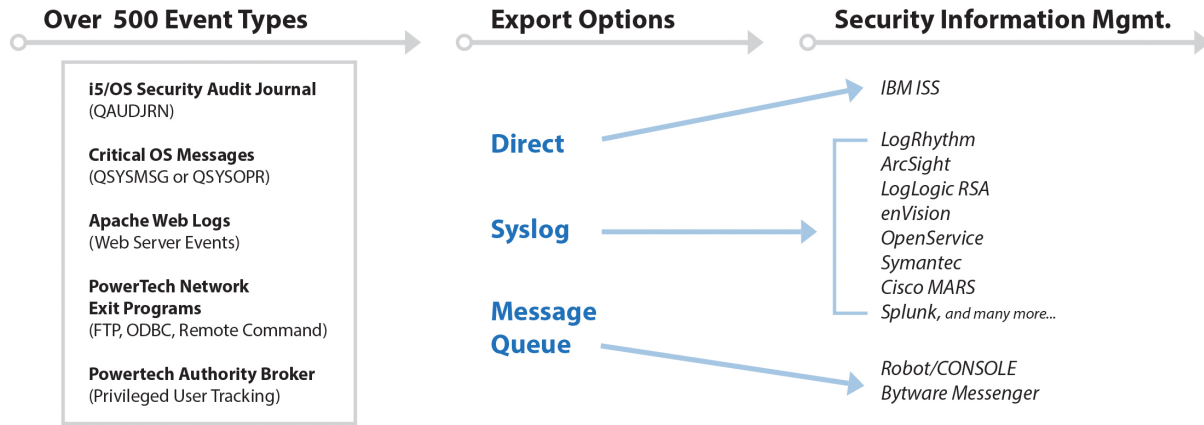 Over 500 Event Types
Export Options
Security Information Mgmt.
i5/OS Security Audit Journal
(QAUDJRN)
Critical OS Messages
(QSYSMSG or QSYSOPR)
Apache Web Logs
(Web Server Events)
PowerTech Network
Exit Programs
(FTP, ODBC, Remote Command)
Powertech Authority Broker
(Privileged User Tracking)
Direct
Syslog
Message
Queue
IBM ISS
LogRhythm
ArcSight
LogLogic RSA
enVision
OpenService
Symantec
Cisco MARS
Splunk, and many more...
Robot/CONSOLE
Bytware Messenger